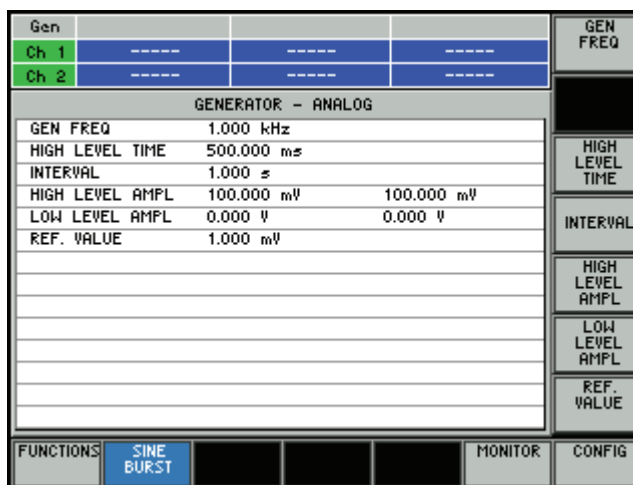 Gen
Ch 1 ----- ----- -----
Ch 2 ----- ----- -----
GENERATOR - ANALOG
GEN FREQ 1.000 kHz
HIGH LEVEL TIME 500.000 ms
INTERVAL 1.000 s
HIGH LEVEL AMPL 100.000 mV 100.000 mV
LOW LEVEL AMPL 0.000 V 0.000 V
REF. VALUE 1.000 mV
GEN
FREQ
HIGH
LEVEL
TIME
INTERVAL
HIGH
LEVEL
AMPL
LOW
LEVEL
AMPL
REF.
VALUE
FUNCTIONS
SINE
BURST
MONITOR
CONFIG